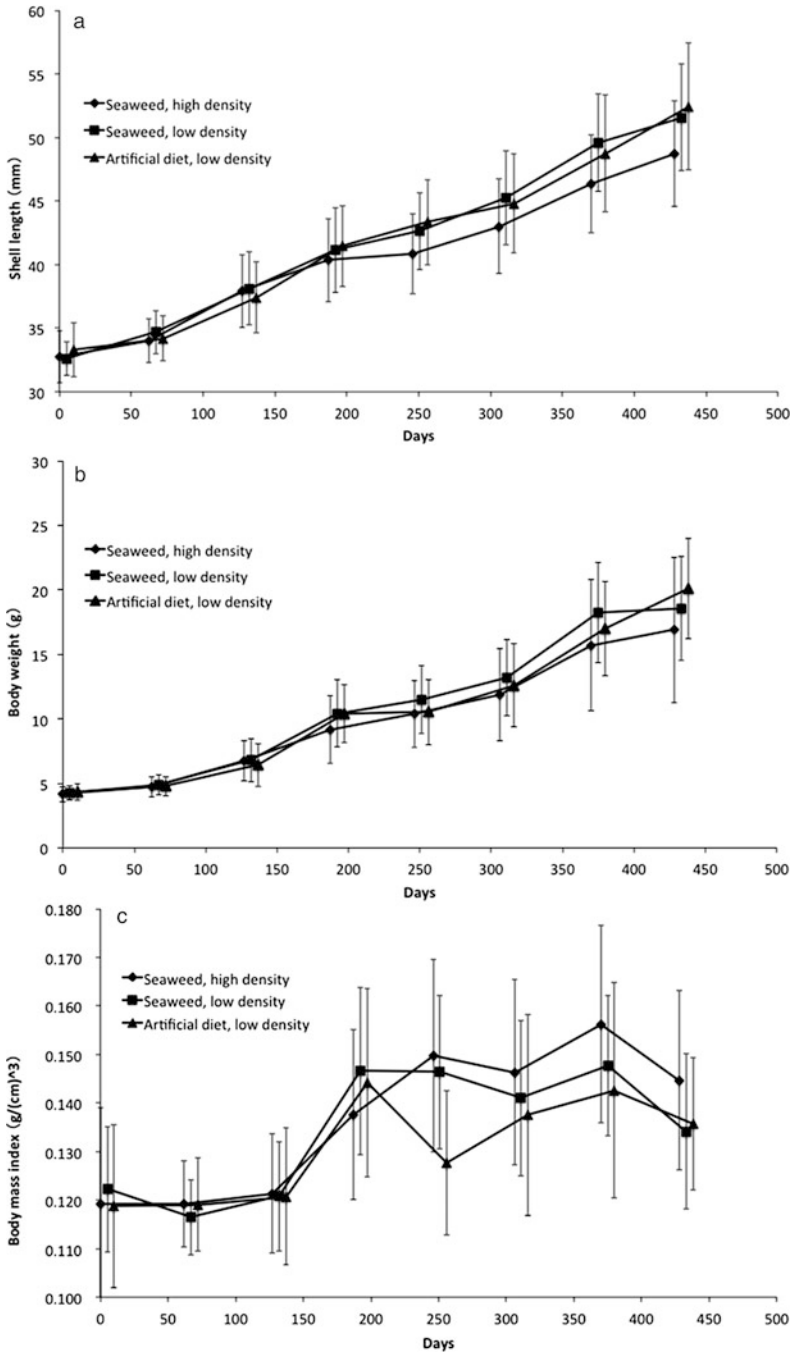 a
60
55
50
45
40
35
30
Shell length (mm)
Seaweed, high density
Seaweed, low density
Artificial diet, low density
0 50 100 150 200 250 300 350 400 450 500
Days
b
30
25
20
15
10
5
0
Body weight (g)
Seaweed, high density
Seaweed, low density
Artificial diet, low density
0 50 100 150 200 250 300 350 400 450 500
Days
c
0.180
0.170
0.160
0.150
0.140
0.130
0.120
0.110
0.100
Body mass index (g/(cm)^3)
Seaweed, high density
Seaweed, low density
Artificial diet, low density
0 50 100 150 200 250 300 350 400 450 500
Days